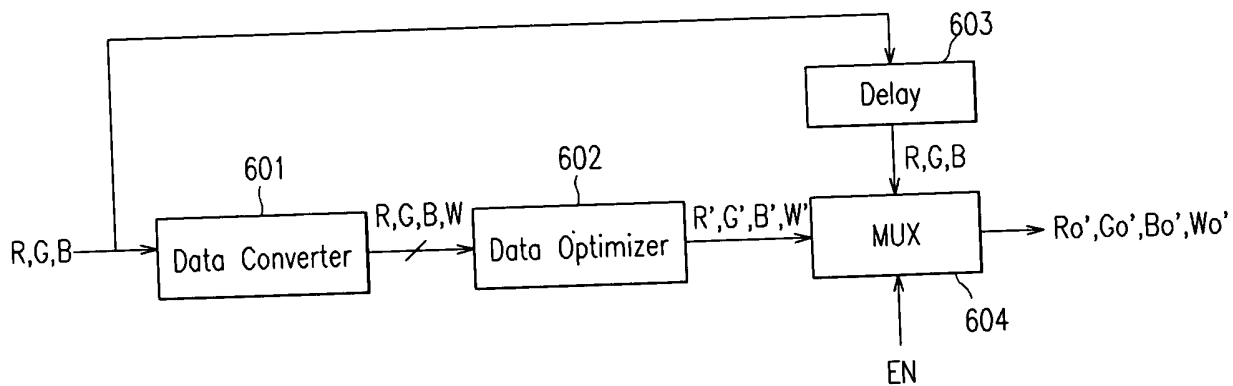 603
Delay
R,G,B
601
602
R,G,B
Data Converter
R,G,B,W
Data Optimizer
R',G',B',W'
MUX
Ro',Go',Bo',Wo'
604
EN